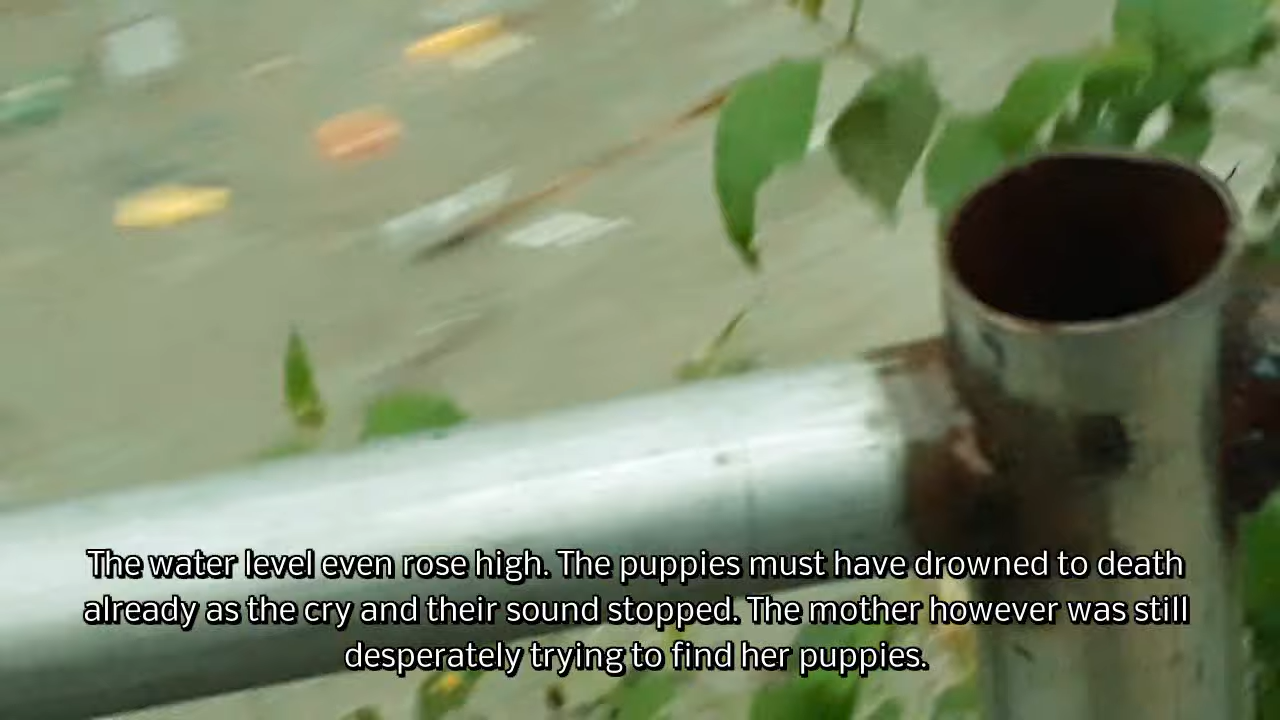 The water level even rose high. The puppies must have drowned to death
already as the cry and their sound stopped. The mother however was still
desperately trying to find her puppies.